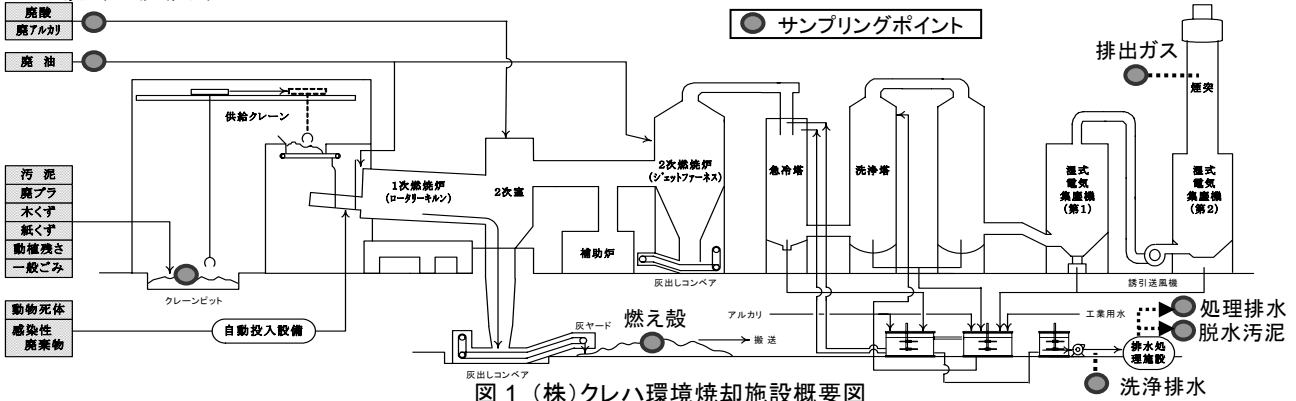 廃酸
廃アルカリ
廃 油
サンプリングポイント
排出ガス
煙突
供給クレーン
汚 泥
廃プラ
木くず
紙くず
動植残さ
一般ごみ
クレーンピット
1次燃焼炉
(ロータリーキルン)
2次室
補助炉
2次燃焼炉
(ジェットファーネス)
灰出しコンベア
急冷塔
洗浄塔
湿式
電気
集塵機
(第1)
湿式
電気
集塵機
(第2)
誘引送風機
動物死体
感染性
廃棄物
自動投入設備
灰出しコンベア
灰ヤード
燃え殻
搬 送
アルカリ
工業用水
排水処
理施設
処理排水
脱水汚泥
洗浄排水
図1 (株)クレハ環境焼却施設概要図